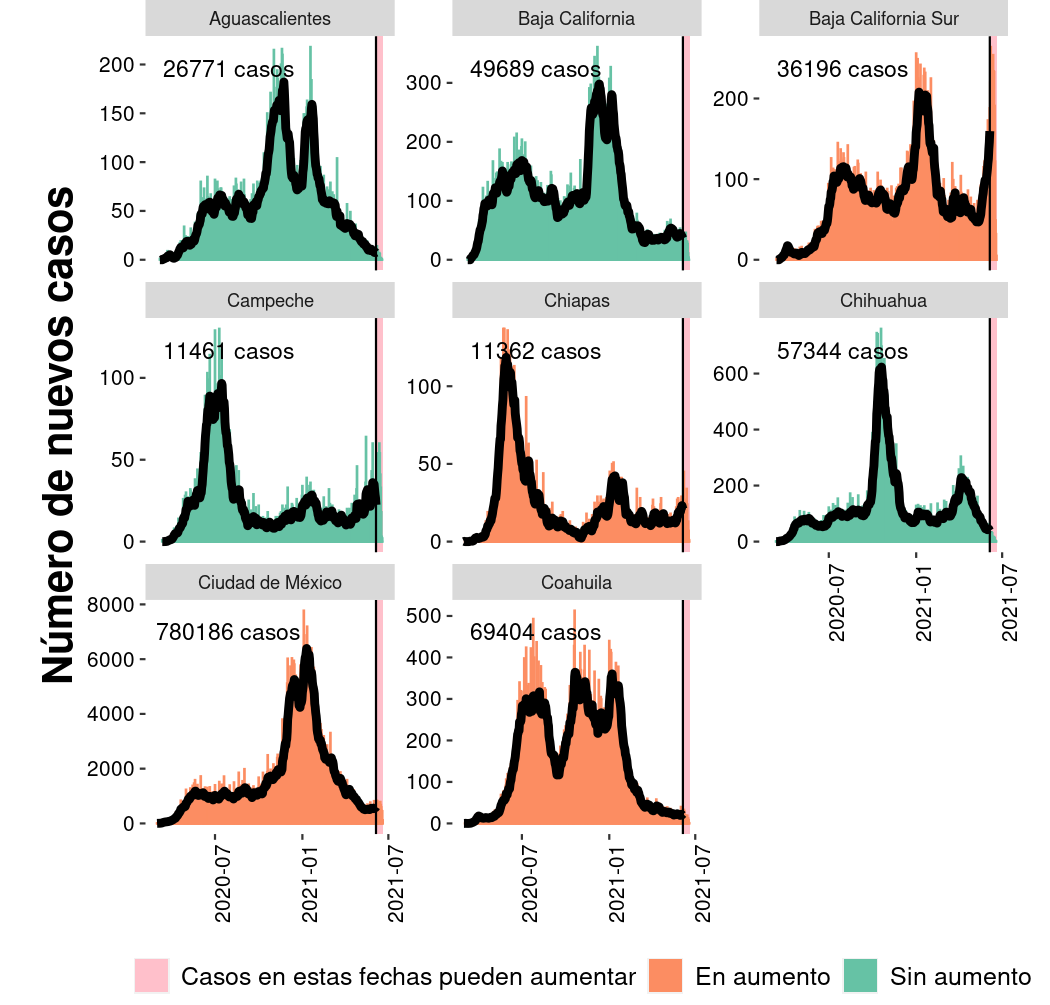 Número de nuevos casos
Aguascalientes
26771 casos
200
150
100
50
0
Baja California
49689 casos
300
200
100
0
Baja California Sur
36196 casos
200
100
0
Campeche
11461 casos
100
50
0
Chiapas
11362 casos
100
50
0
Chihuahua
57344 casos
600
400
200
0
2020-07
2021-01
2021-07
Ciudad de México
780186 casos
8000
6000
4000
2000
0
2020-07
2021-01
2021-07
Coahuila
69404 casos
500
400
300
200
100
0
2020-07
2021-01
2021-07
Casos en estas fechas pueden aumentar
En aumento
Sin aumento